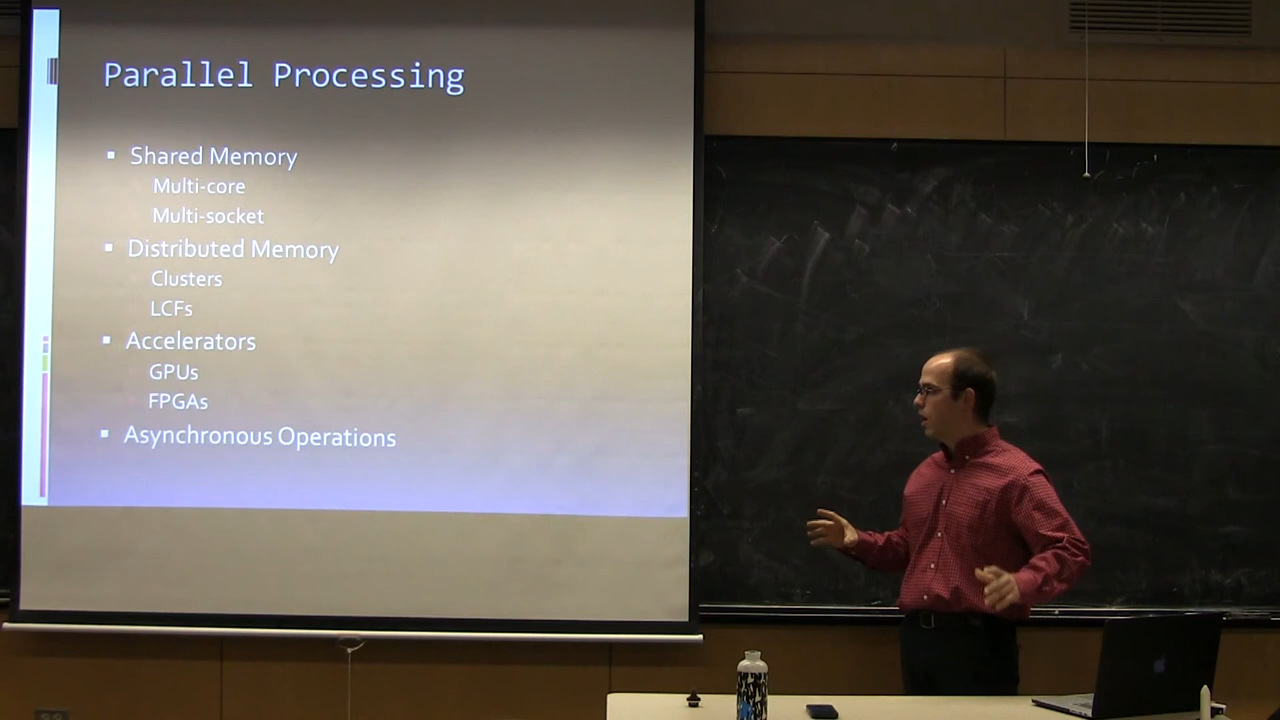 Parallel Processing
Shared Memory
Multi-core
Multi-socket
Distributed Memory
Clusters
LCFs
Accelerators
GPUs
FPGAs
Asynchronous Operations